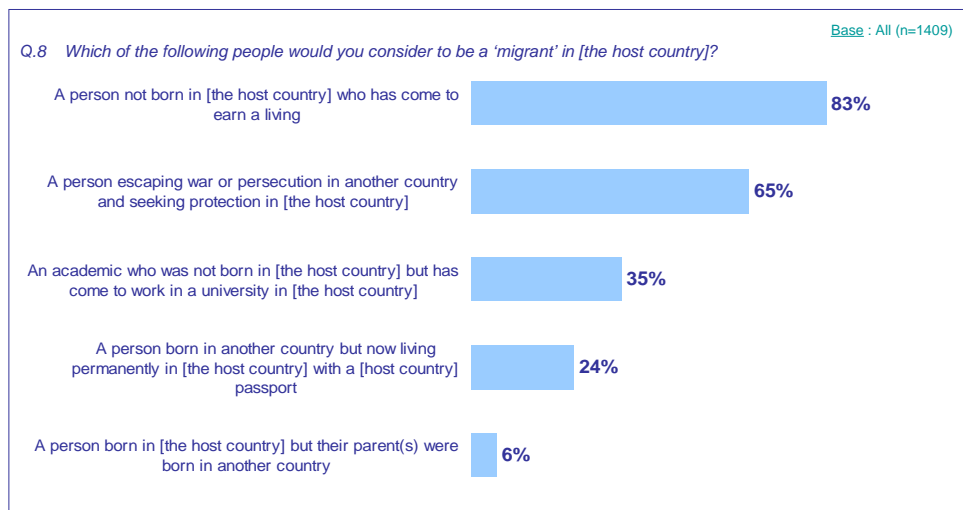 Base : All (n=1409)
Q.8 Which of the following people would you consider to be a ‘migrant’ in [the host country]?
A person not born in [the host country] who has come to
earn a living
83%
A person escaping war or persecution in another country
and seeking protection in [the host country]
65%
An academic who was not born in [the host country] but has
come to work in a university in [the host country]
35%
A person born in another country but now living
permanently in [the host country] with a [host country]
passport
24%
A person born in [the host country] but their parent(s) were
born in another country
6%